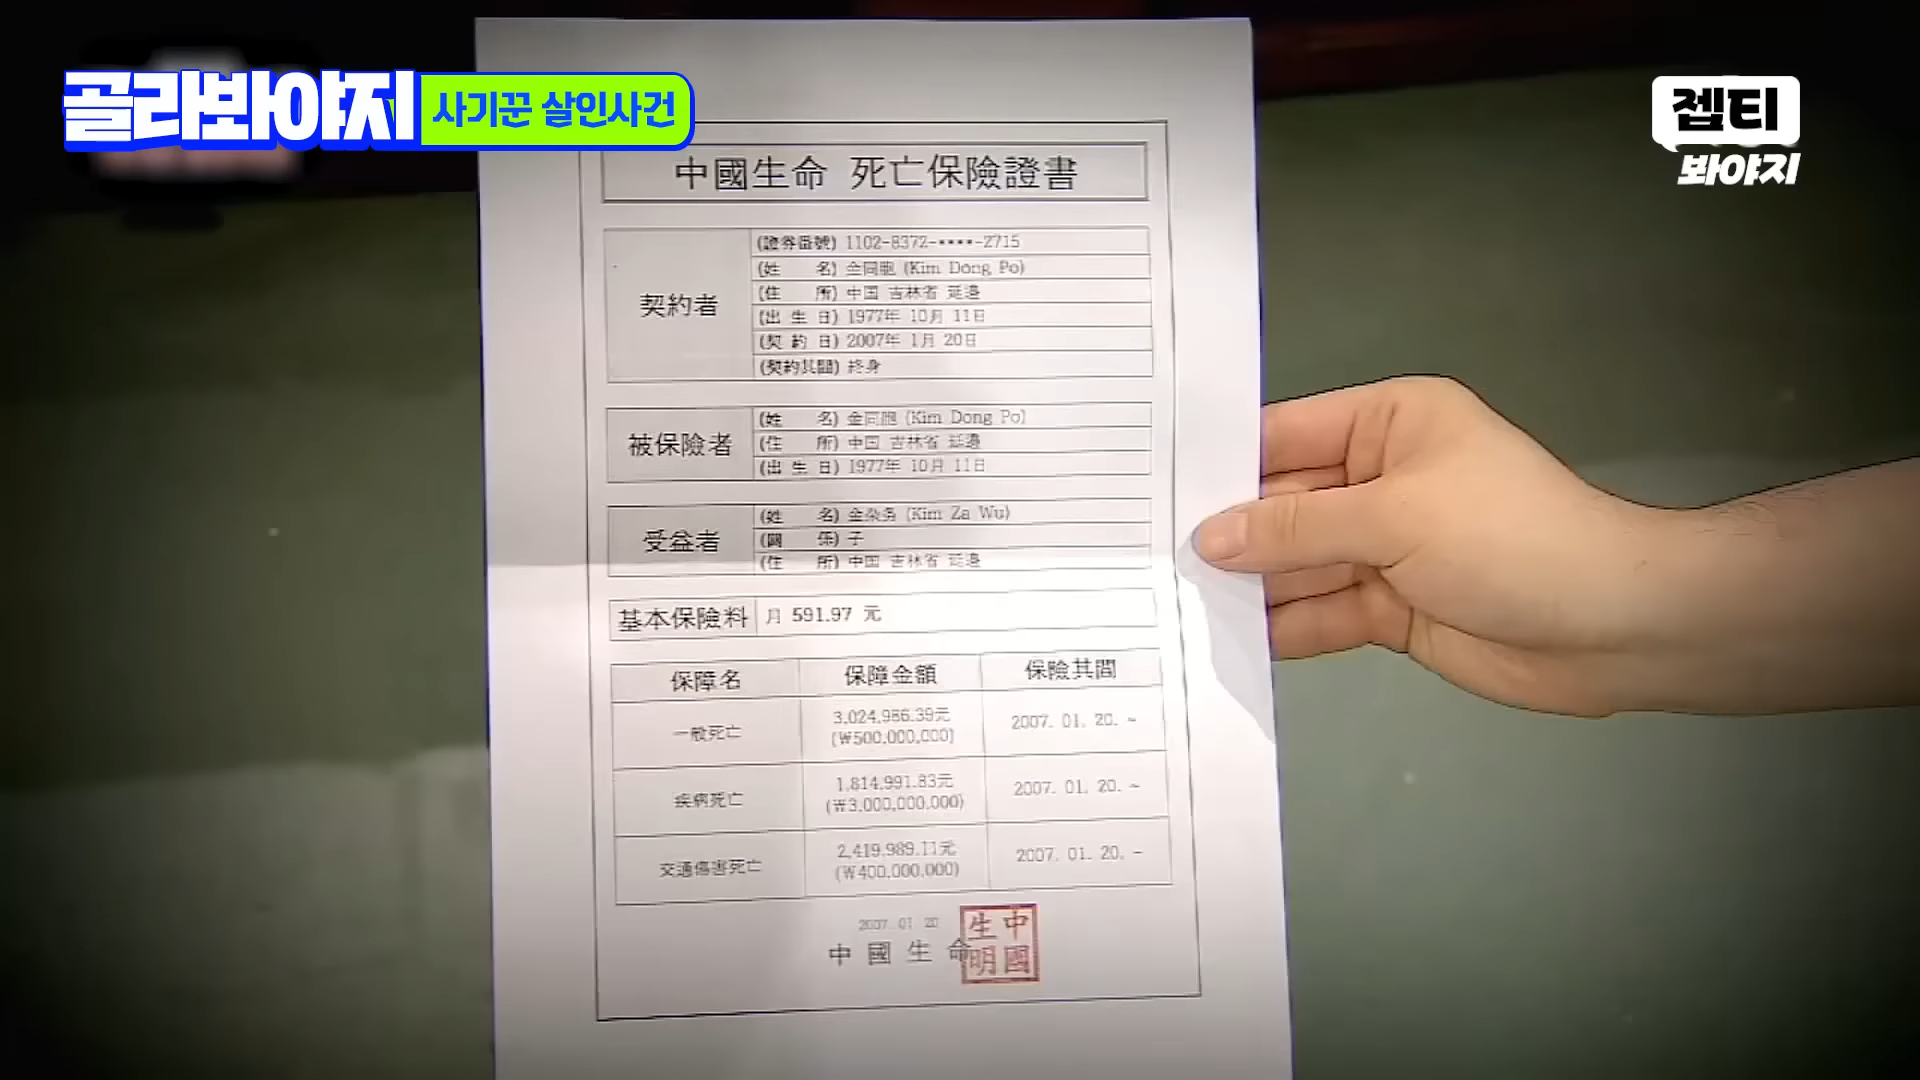 골라봐야지 사기꾼 살인사건
젭티
봐야지
中國生命 死亡保險證書
契約者
(證券番號) 1102-8372-****-2715
(姓 名) 金同胞 (Kim Dong Po)
(住 所) 中国 吉林省 延邊
(出 生 日) 1977年 10月 11日
(契 約 日) 2007年 1月 20日
(契約其間) 終身
被保險者
(姓 名) 金同胞 (Kim Dong Po)
(住 所) 中国 吉林省 延邊
(出 生 日) 1977年 10月 11日
受益者
(姓 名) (Kim Za Wu)
(關 係) 子
(住 所) 中国 吉林省 延邊
基本保險料 月 591.97 元
保障名 保障金額 保險其間
一般死亡 3,024,986.39元 (₩500,000,000) 2007. 01. 20. ~
疾病死亡 1,814,991.83元 (₩3,000,000,000) 2007. 01. 20. ~
交通傷害死亡 2,419,989.11元 (₩400,000,000) 2007. 01. 20. ~
2007. 01. 20
中國生命
中國生明